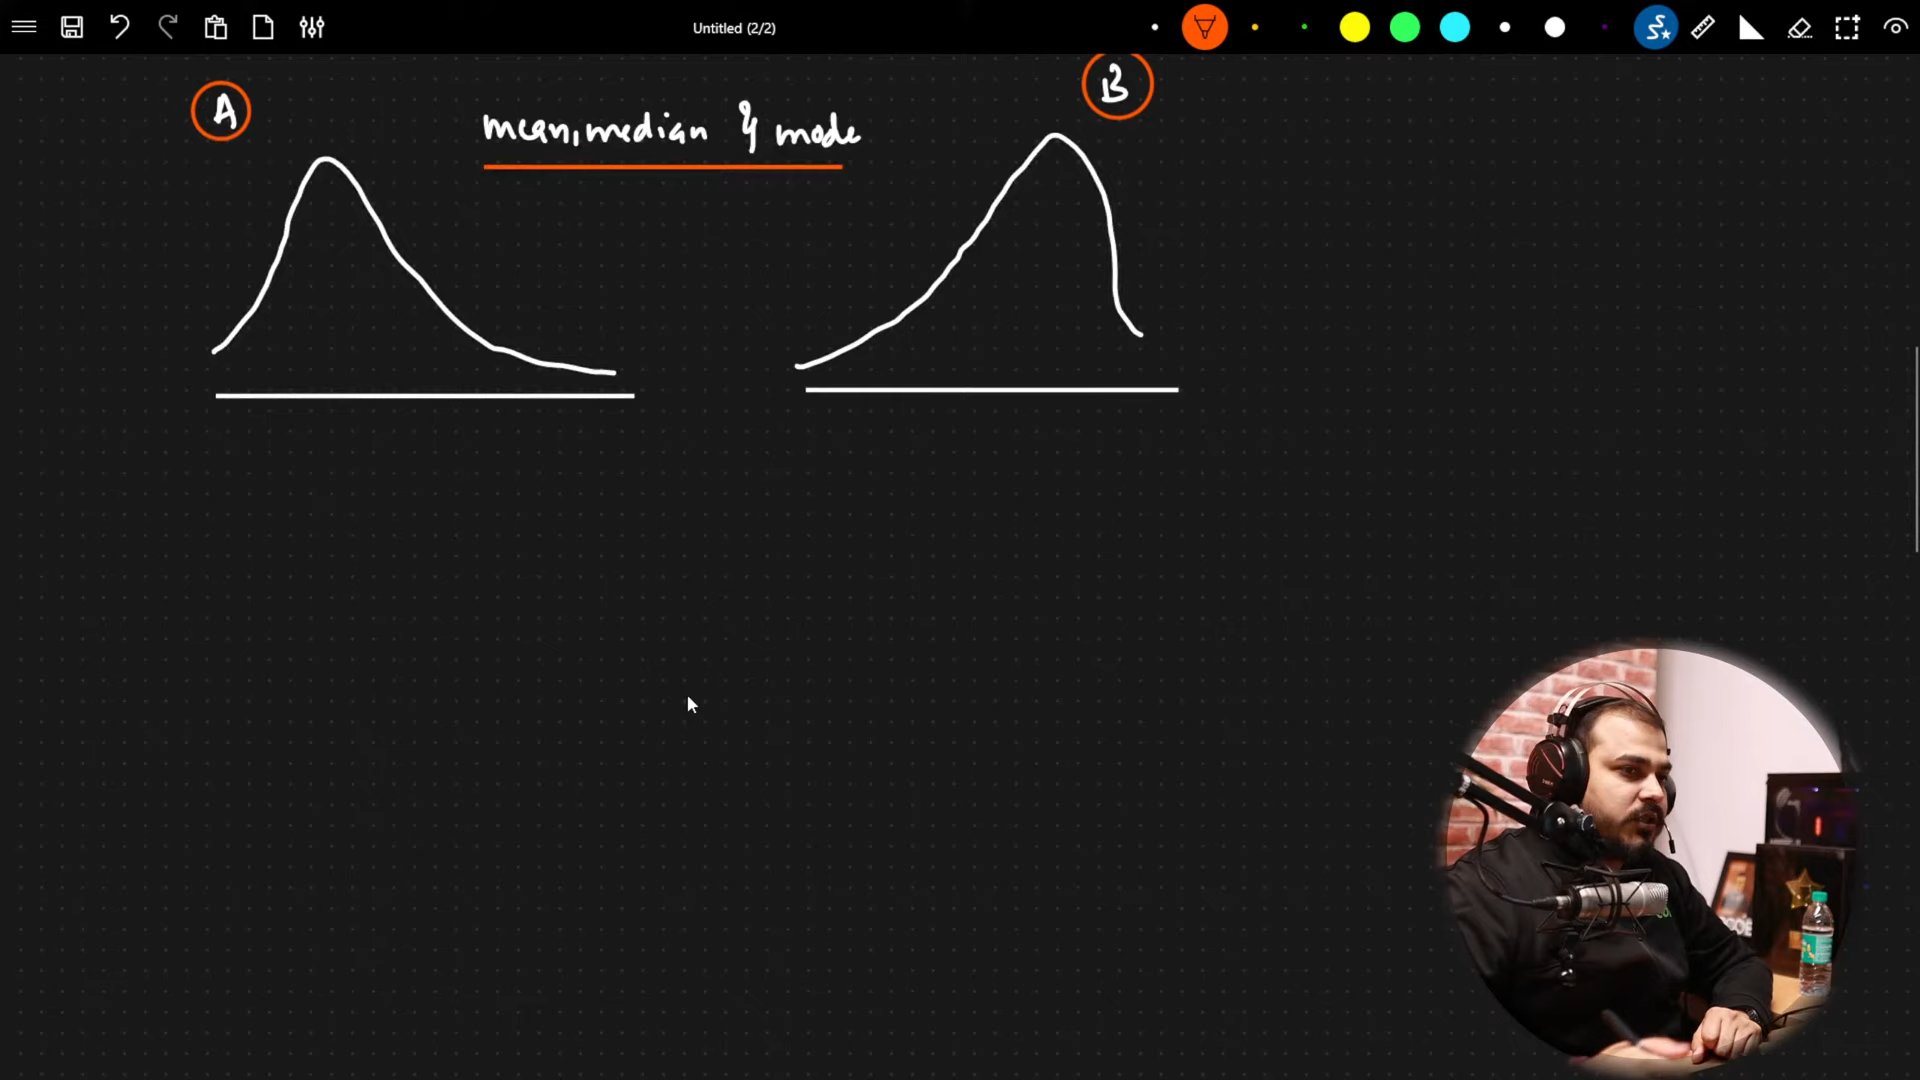 Untitled (2/2)
A
B
mean, median & mode